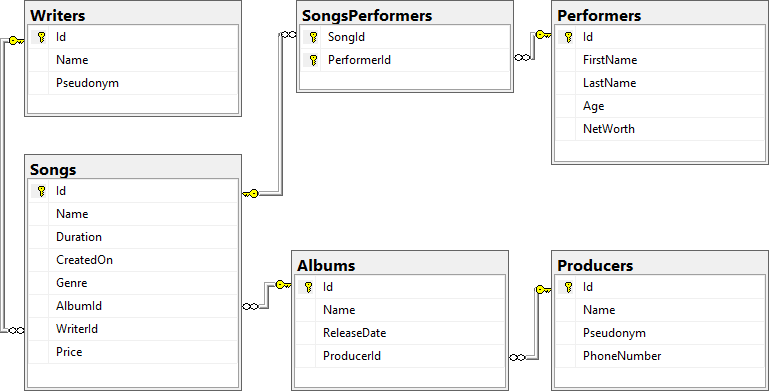 Writers
Id
Name
Pseudonym
SongsPerformers
SongId
PerformerId
Performers
Id
FirstName
LastName
Age
NetWorth
Songs
Id
Name
Duration
CreatedOn
Genre
AlbumId
WriterId
Price
Albums
Id
Name
ReleaseDate
ProducerId
Producers
Id
Name
Pseudonym
PhoneNumber